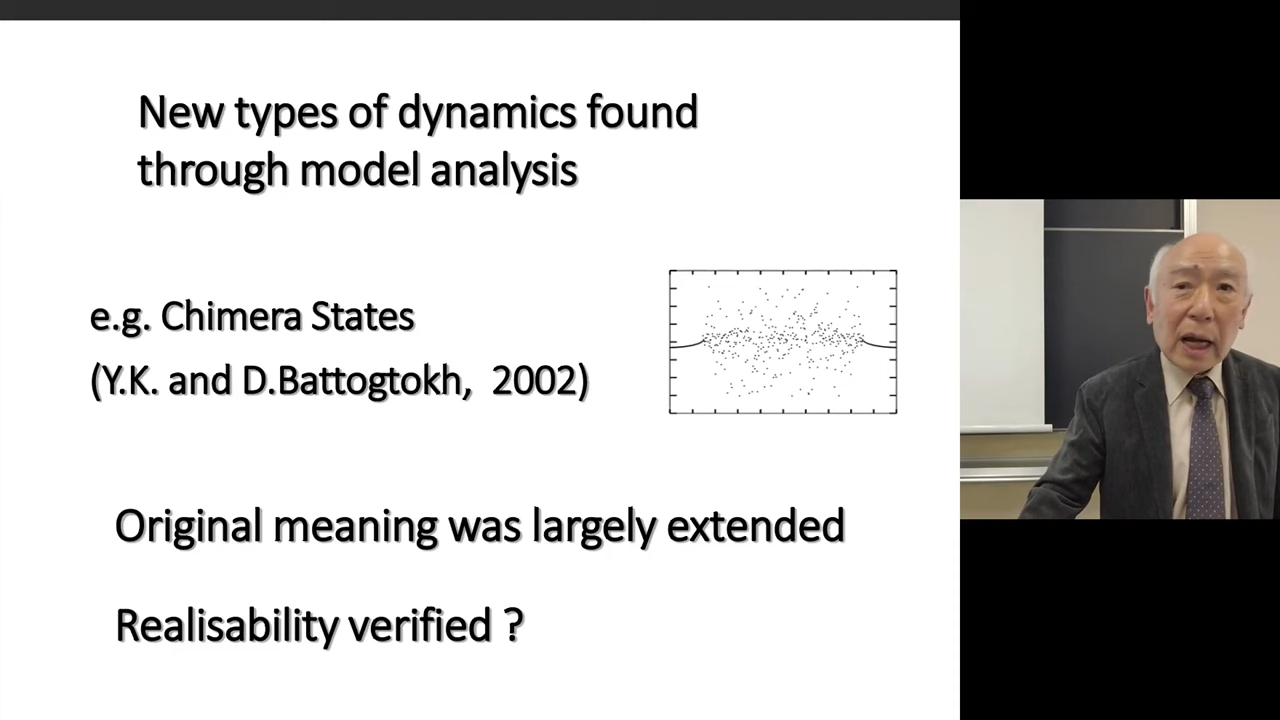 New types of dynamics found
through model analysis
e.g. Chimera States
(Y.K. and D.Battogtokh, 2002)
Original meaning was largely extended
Realisability verified ?